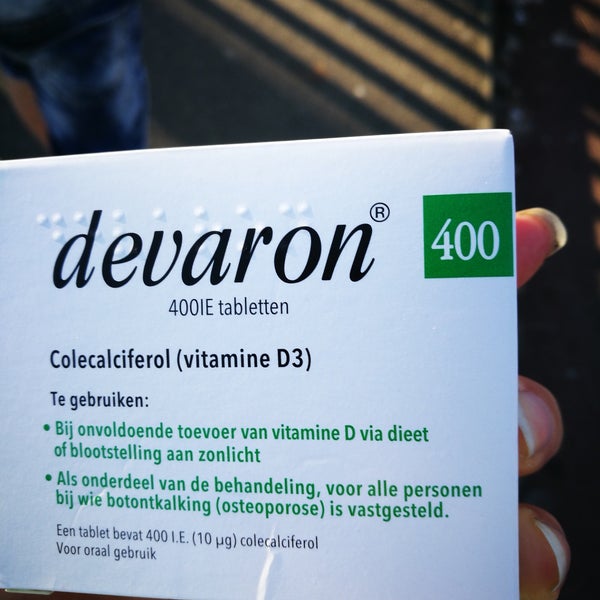 devaron®
400
400IE tabletten
Colecalciferol (vitamine D3)
Te gebruiken:
• Bij onvoldoende toevoer van vitamine D via dieet
of blootstelling aan zonlicht
• Als onderdeel van de behandeling, voor alle personen
bij wie botontkalking (osteoporose) is vastgesteld.
Een tablet bevat 400 I.E. (10 µg) colecalciferol
Voor oraal gebruik